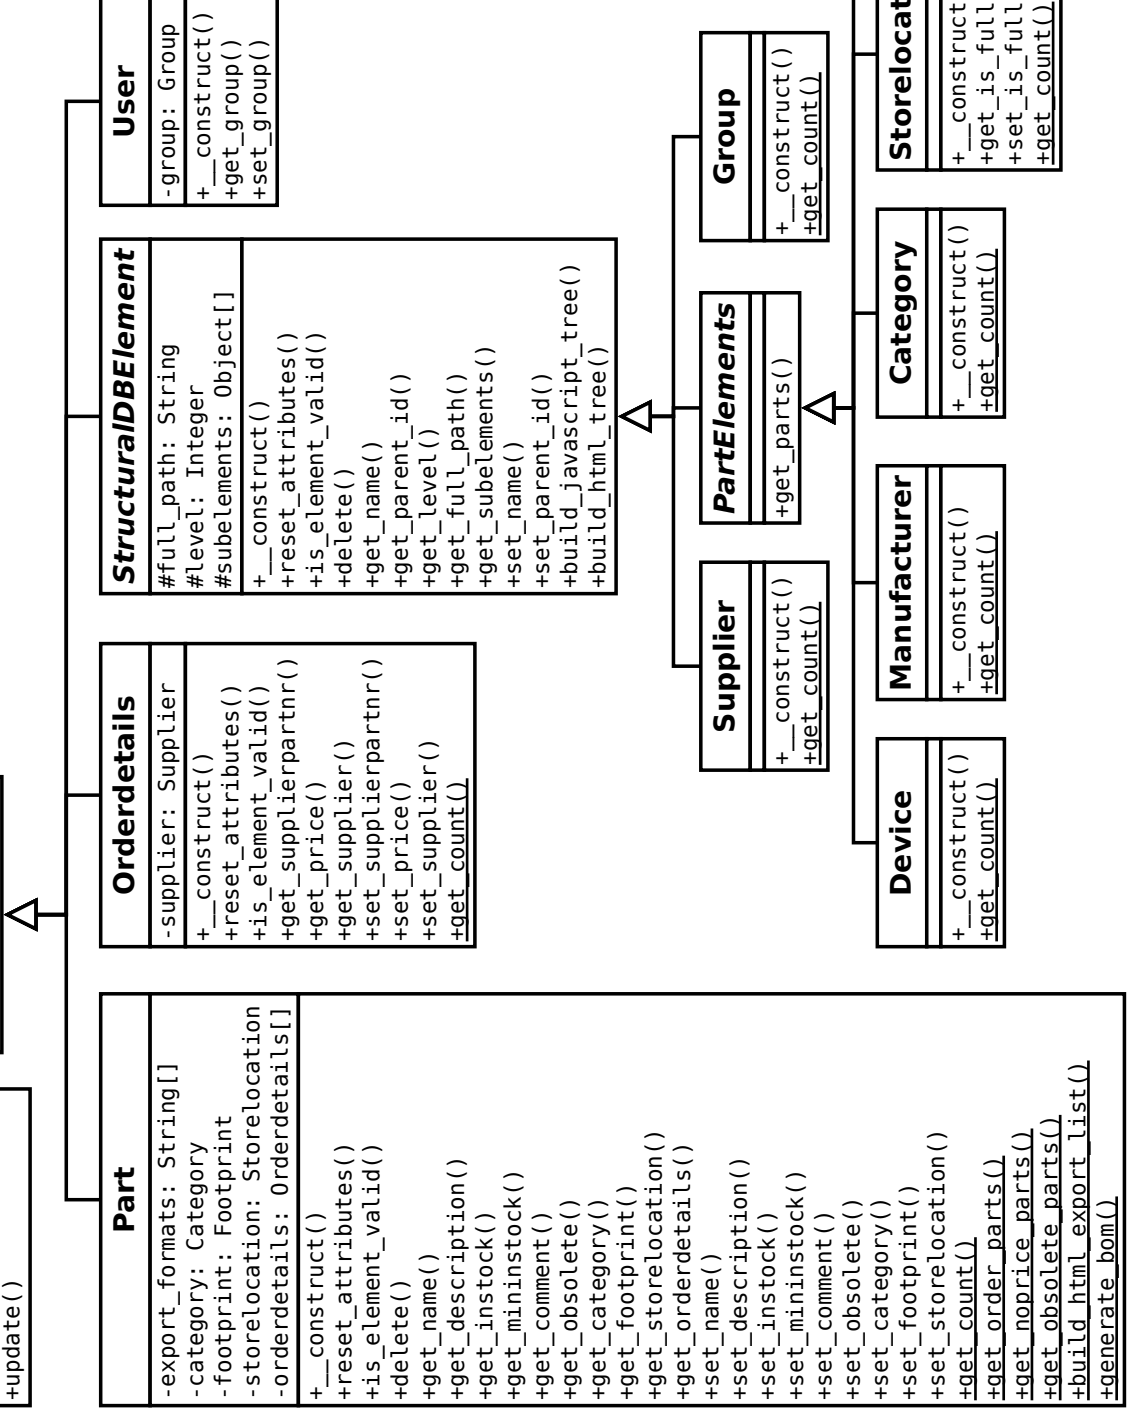 +update()
Part
-export_formats: String[]
-category: Category
-footprint: Footprint
-storelocation: Storelocation
-orderdetails: Orderdetails[]
+__construct()
+reset_attributes()
+is_element_valid()
+delete()
+get_name()
+get_description()
+get_instock()
+get_mininstock()
+get_comment()
+get_obsolete()
+get_category()
+get_footprint()
+get_storelocation()
+get_orderdetails()
+set_name()
+set_description()
+set_instock()
+set_mininstock()
+set_comment()
+set_obsolete()
+set_category()
+set_footprint()
+set_storelocation()
+get_count()
+get_order_parts()
+get_noprice_parts()
+get_obsolete_parts()
+build_html_export_list()
+generate_bom()
Orderdetails
-supplier: Supplier
+__construct()
+reset_attributes()
+is_element_valid()
+get_supplierpartnr()
+get_price()
+get_supplier()
+set_supplierpartnr()
+set_price()
+set_supplier()
+get_count()
StructuralDBElement
#full_path: String
#level: Integer
#subelements: Object[]
+__construct()
+reset_attributes()
+is_element_valid()
+delete()
+get_name()
+get_parent_id()
+get_level()
+get_full_path()
+get_subelements()
+set_name()
+set_parent_id()
+build_javascript_tree()
+build_html_tree()
User
-group: Group
+__construct()
+get_group()
+set_group()
Supplier
+__construct()
+get_count()
PartElements
+get_parts()
Group
+__construct()
+get_count()
Device
+__construct()
+get_count()
Manufacturer
+__construct()
+get_count()
Category
+__construct()
+get_count()
Storelocat
+__construct
+get_is_full
+set_is_full
+get_count()